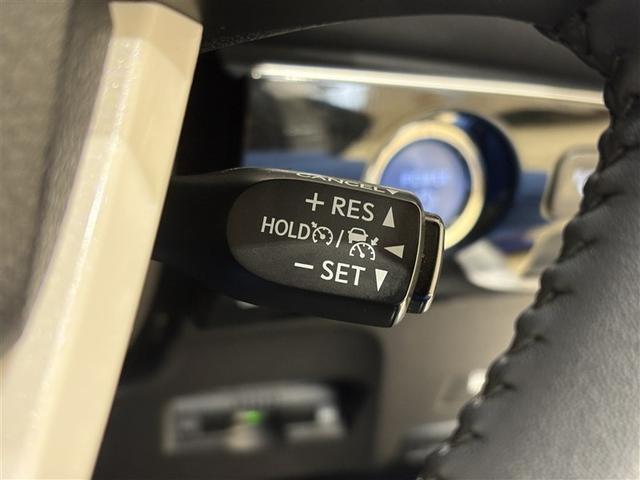 CANCEL
+ RES ▲
HOLD / ◀
− SET ▼